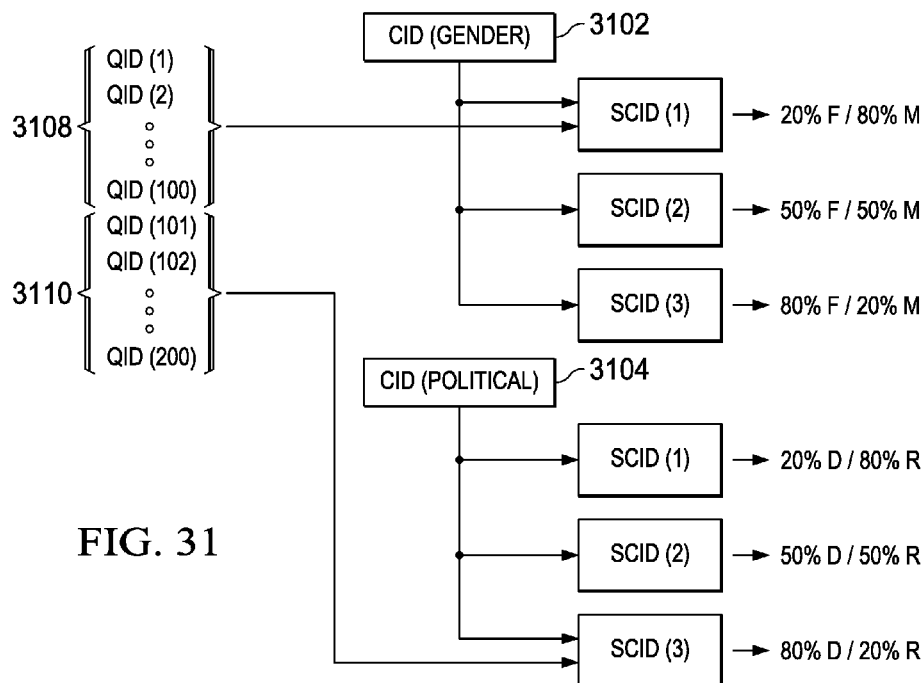 3108
QID (1)
QID (2)
QID (100)
3110
QID (101)
QID (102)
QID (200)
CID (GENDER)
3102
SCID (1)
20% F / 80% M
SCID (2)
50% F / 50% M
SCID (3)
80% F / 20% M
CID (POLITICAL)
3104
SCID (1)
20% D / 80% R
SCID (2)
50% D / 50% R
SCID (3)
80% D / 20% R
FIG. 31